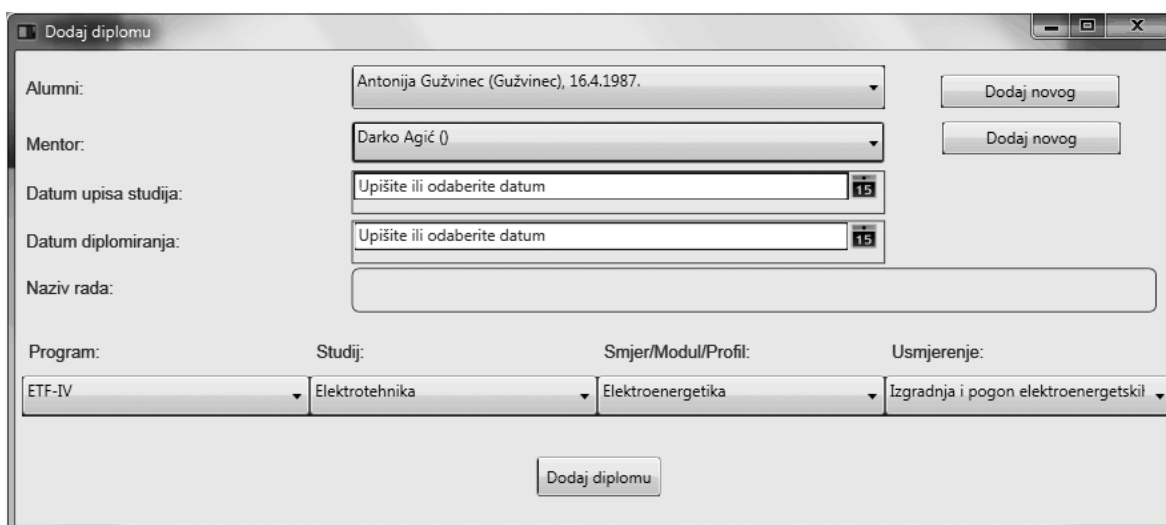 Dodaj diplomu
Alumni: Antonija Gužvinec (Gužvinec), 16.4.1987. Dodaj novog
Mentor: Darko Agić () Dodaj novog
Datum upisa studija: Upišite ili odaberite datum 15
Datum diplomiranja: Upišite ili odaberite datum 15
Naziv rada:
Program: Studij: Smjer/Modul/Profil: Usmjerenje:
ETF-IV Elektrotehnika Elektroenergetika Izgradnja i pogon
Dodaj diplomu